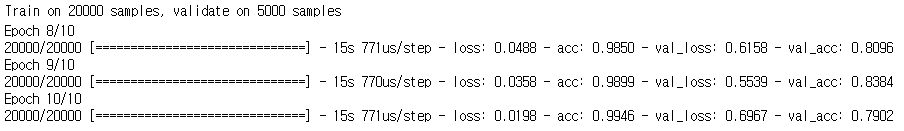 Train on 20000 samples, validate on 5000 samples
Epoch 8/10
20000/20000 [==============================] - 15s 771us/step - loss: 0.0488 - acc: 0.9850 - val_loss: 0.6158 - val_acc: 0.8096
Epoch 9/10
20000/20000 [==============================] - 15s 770us/step - loss: 0.0358 - acc: 0.9899 - val_loss: 0.5539 - val_acc: 0.8384
Epoch 10/10
20000/20000 [==============================] - 15s 771us/step - loss: 0.0198 - acc: 0.9946 - val_loss: 0.6967 - val_acc: 0.7902